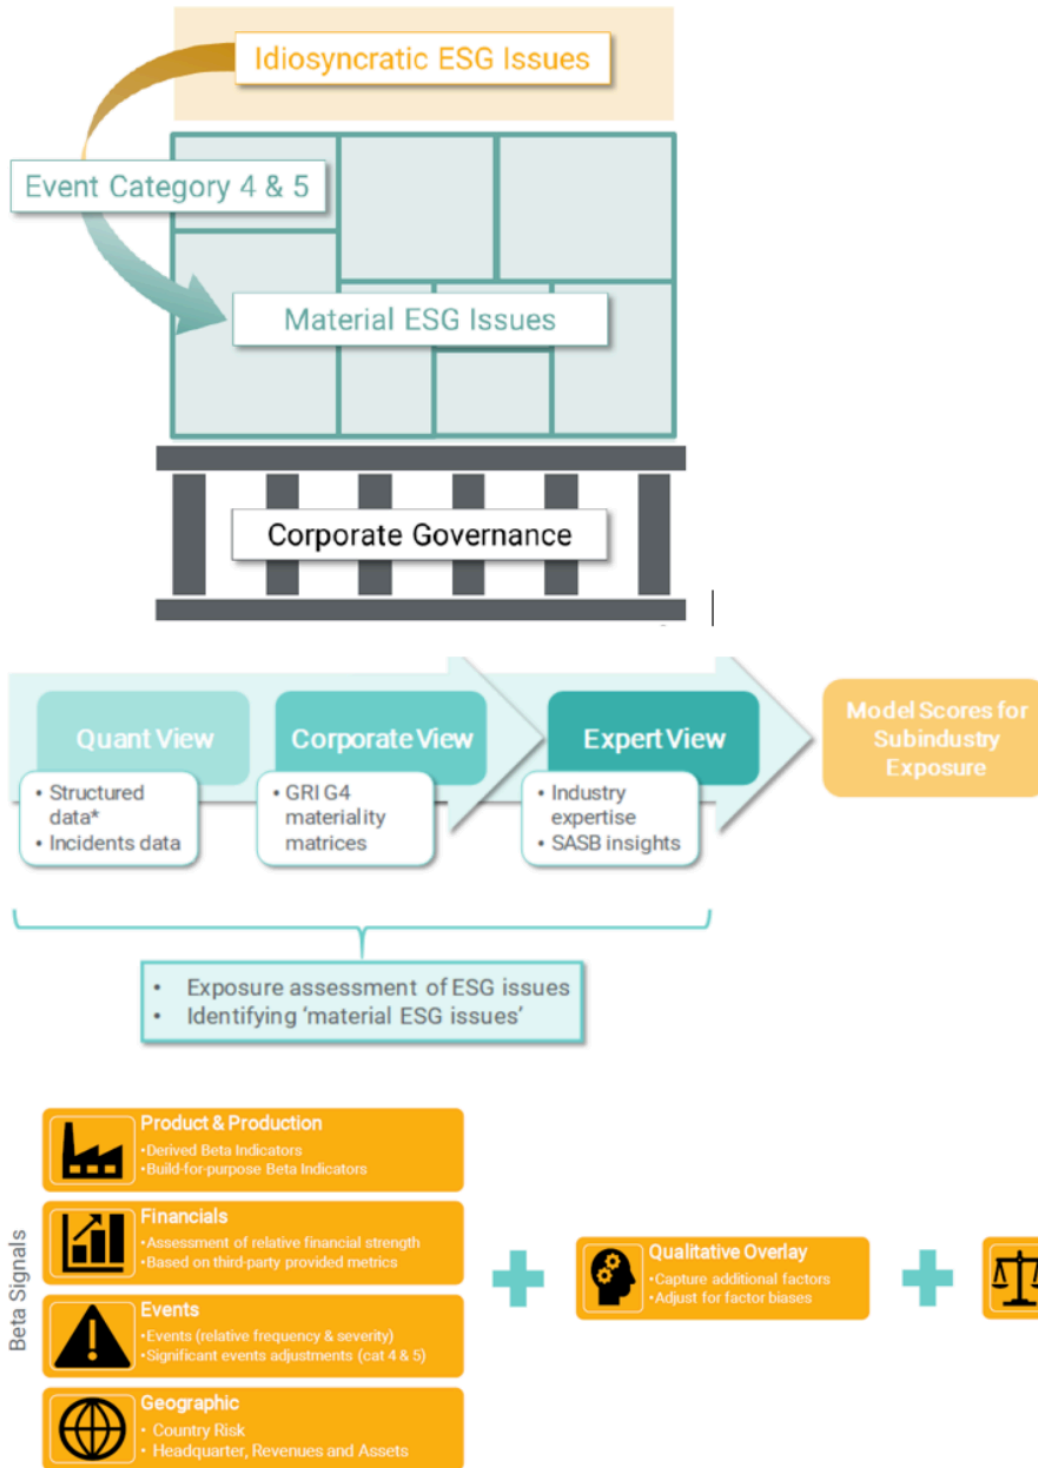 Idiosyncratic ESG Issues
Event Category 4 & 5
Material ESG Issues
Corporate Governance
Quant View
• Structured
data*
• Incidents data
Corporate View
• GRI G4
materiality
matrices
Expert View
• Industry
expertise
• SASB insights
Model Scores for
Subindustry
Exposure
• Exposure assessment of ESG issues
• Identifying ‘material ESG issues’
Beta Signals
Product & Production
•Derived Beta Indicators
•Build-for-purpose Beta Indicators
Financials
•Assessment of relative financial strength
•Based on third-party provided metrics
Events
•Events (relative frequency & severity)
•Significant events adjustments (cat 4 & 5)
Geographic
• Country Risk
• Headquarter, Revenues and Assets
Qualitative Overlay
•Capture additional factors
•Adjust for factor biases